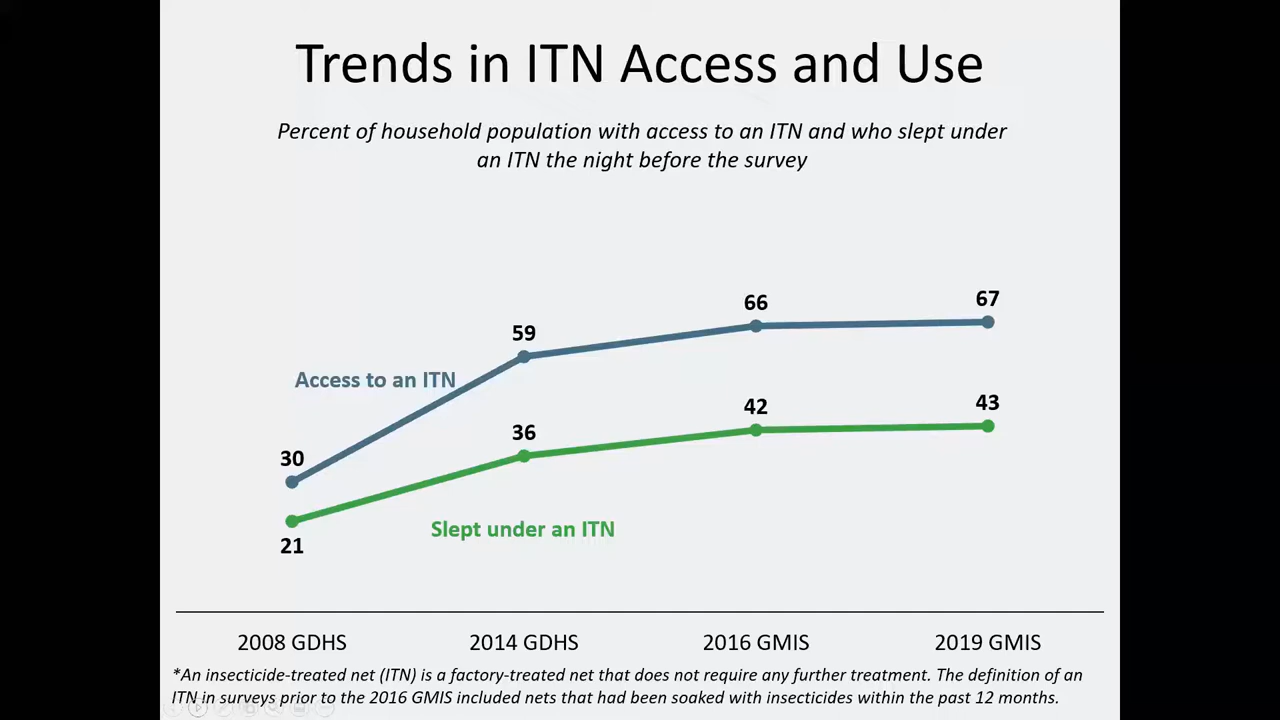 Trends in ITN Access and Use
Percent of household population with access to an ITN and who slept under
an ITN the night before the survey
66
67
59
Access to an ITN
42
43
36
30
Slept under an ITN
21
2008 GDHS
2014 GDHS
2016 GMIS
2019 GMIS
*An insecticide-treated net (ITN) is a factory-treated net that does not require any further treatment. The definition of an
ITN in surveys prior to the 2016 GMIS included nets that had been soaked with insecticides within the past 12 months.